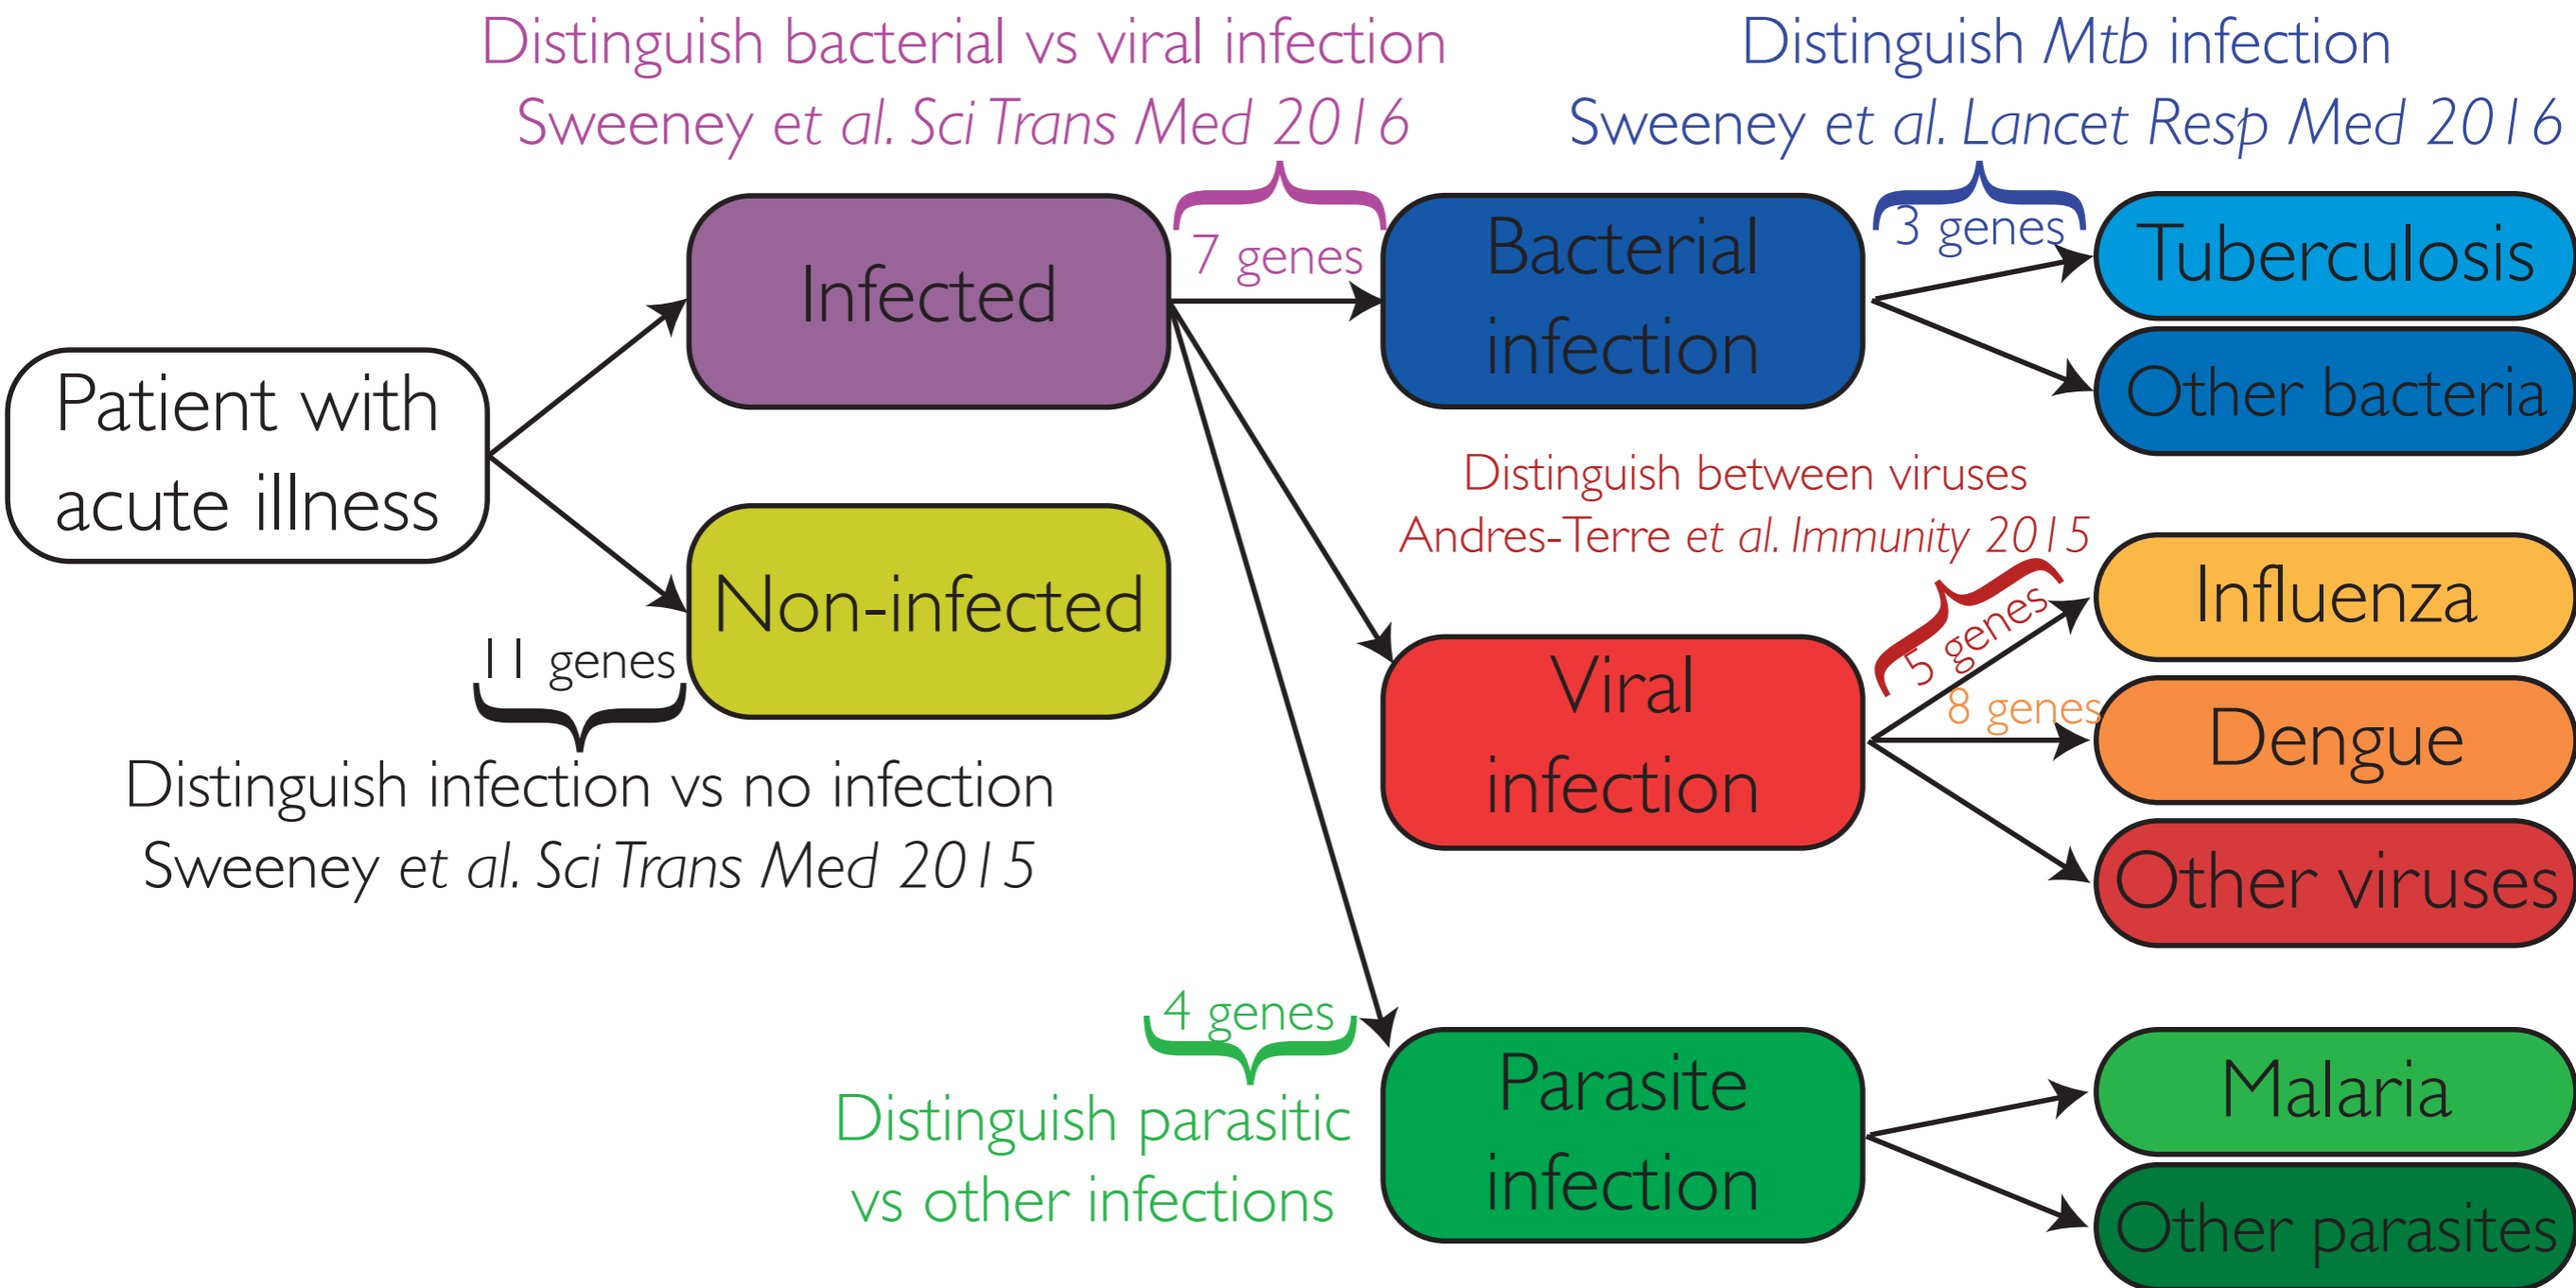 Distinguish bacterial vs viral infection
Sweeney et al. Sci Trans Med 2016
Distinguish Mtb infection
Sweeney et al. Lancet Resp Med 2016
Patient with
acute illness
Infected
Non-infected
11 genes
Distinguish infection vs no infection
Sweeney et al. Sci Trans Med 2015
7 genes
Bacterial
infection
3 genes
Tuberculosis
Other bacteria
Distinguish between viruses
Andres-Terre et al. Immunity 2015
Viral
infection
5 genes
8 genes
Influenza
Dengue
Other viruses
4 genes
Distinguish parasitic
vs other infections
Parasite
infection
Malaria
Other parasites